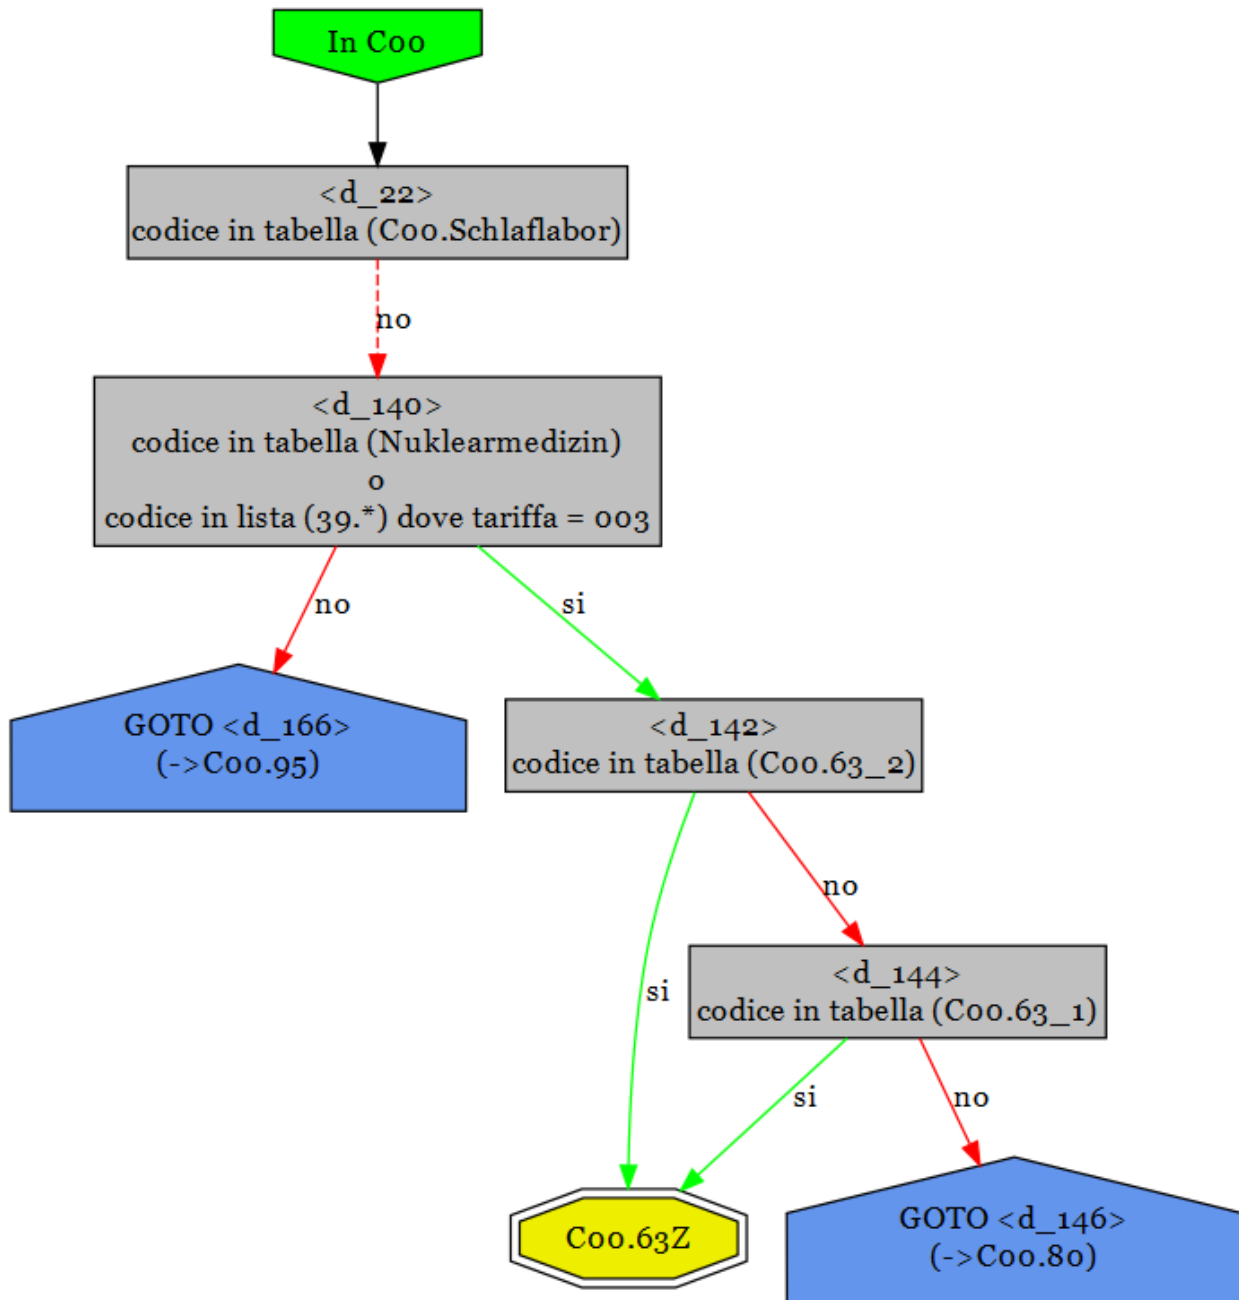 In C00
<d_22>
codice in tabella (C00.Schlaflabor)
no
<d_140>
codice in tabella (Nuklearmedizin)
o
codice in lista (39.*) dove tariffa = 003
no
si
GOTO <d_166>
(->C00.95)
<d_142>
codice in tabella (C00.63_2)
no
<d_144>
codice in tabella (C00.63_1)
si
si
no
C00.63Z
GOTO <d_146>
(->C00.80)